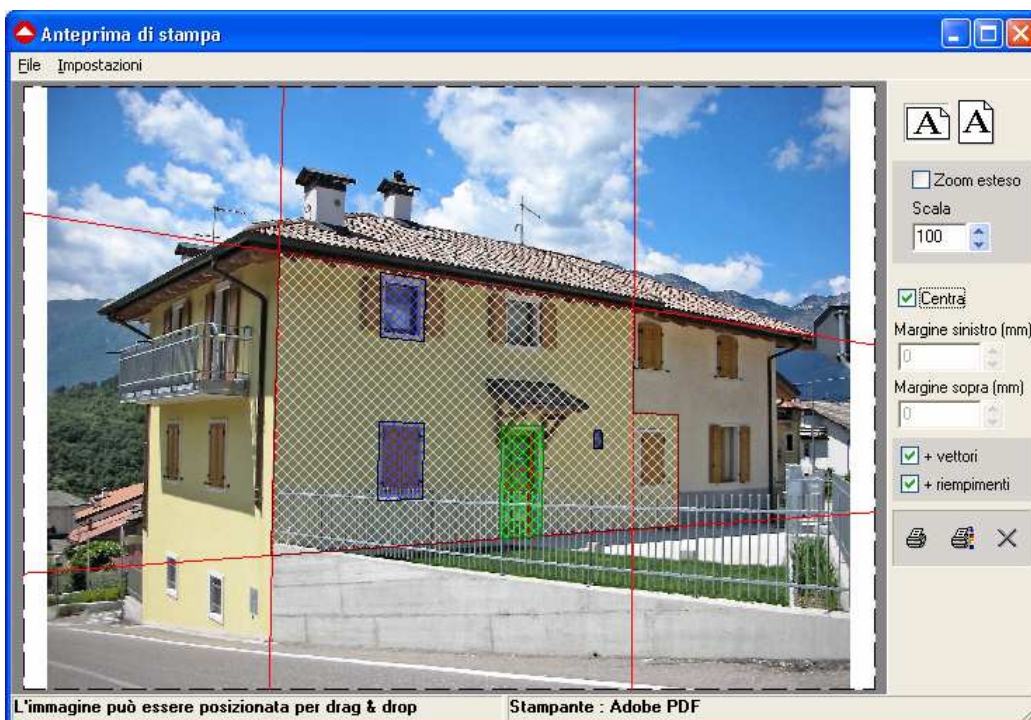 Anteprima di stampa
File Impostazioni
A A
Zoom esteso
Scala
100
Centra
Margine sinistro (mm)
0
Margine sopra (mm)
0
+ vettori
+ riempimenti
L'immagine può essere posizionata per drag & drop
Stampante : Adobe PDF